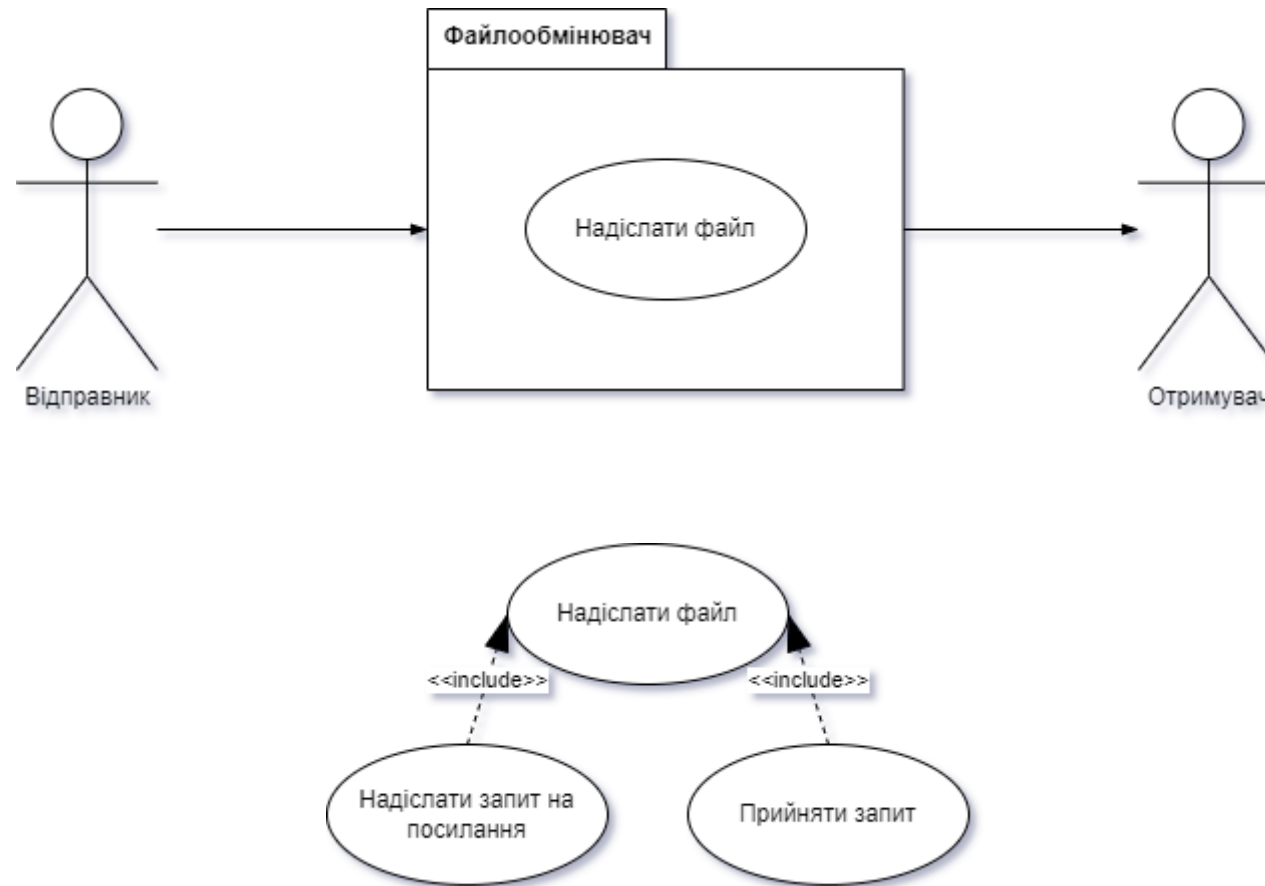 Файлообмінювач
Надіслати файл
Відправник
Отримувач
Надіслати файл
<<include>>
<<include>>
Надіслати запит на
посилання
Прийняти запит